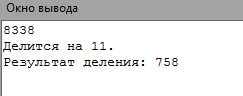 Окно вывода
8338
Делится на 11.
Результат деления: 758